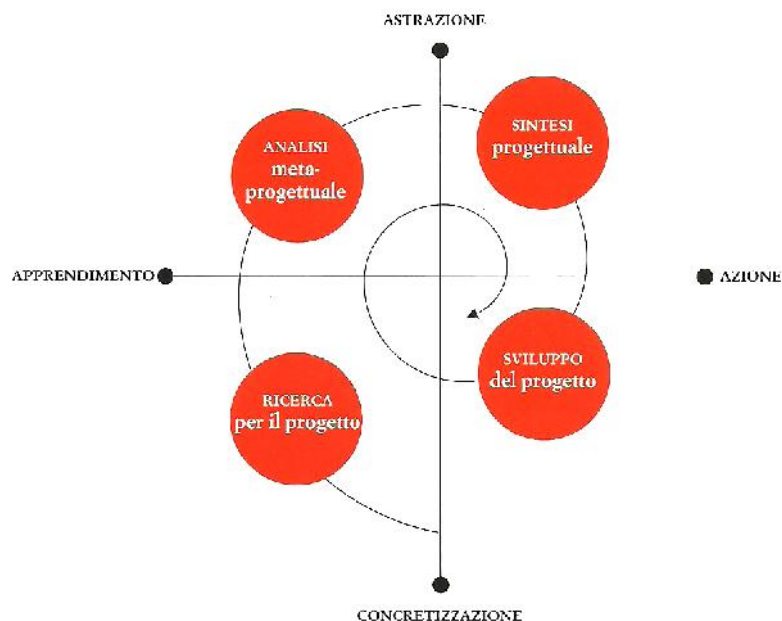 ASTRAZIONE
SINTESI
progettuale
ANALISI
meta-
progettuale
APPRENDIMENTO
AZIONE
SVILUPPO
del progetto
RICERCA
per il progetto
CONCRETIZZAZIONE